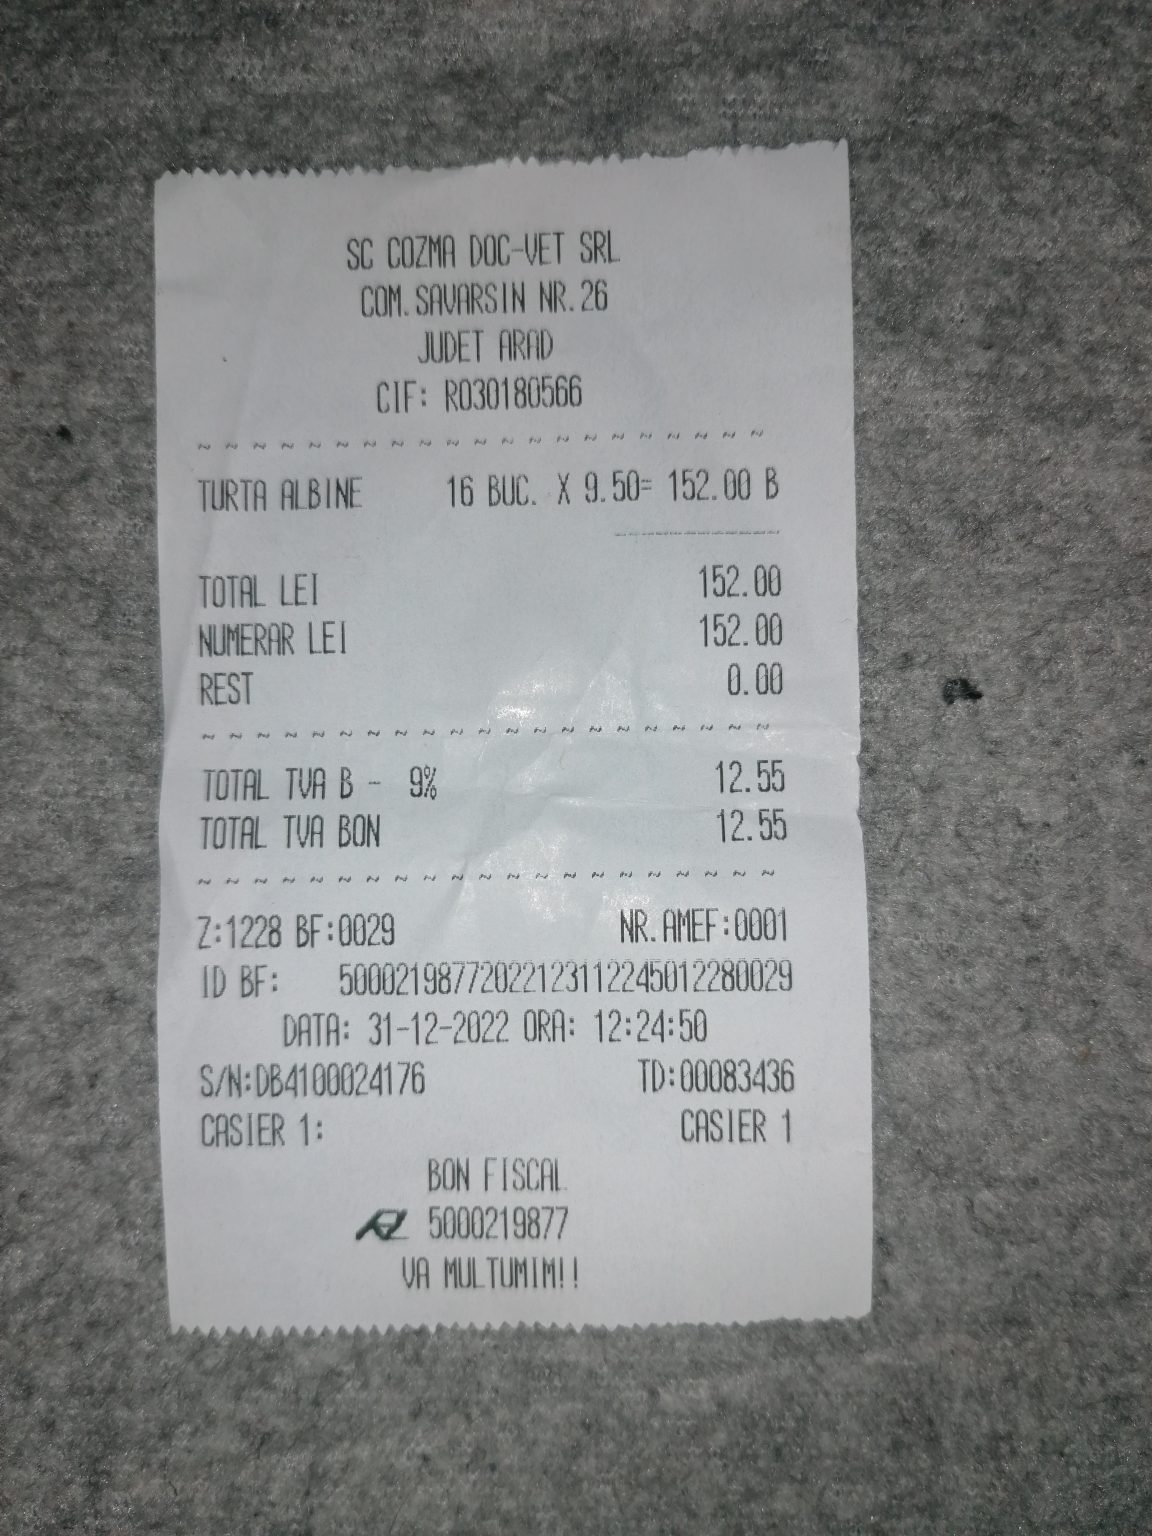 SC COZMA DOC-VET SRL
COM.SAVARSIN NR.26
JUDET ARAD
CIF: RO30180566
~ ~ ~ ~ ~ ~ ~ ~ ~ ~ ~ ~ ~ ~ ~ ~ ~ ~ ~ ~ ~
TURTA ALBINE 16 BUC. X 9.50= 152.00 B
TOTAL LEI 152.00
NUMERAR LEI 152.00
REST 0.00
~ ~ ~ ~ ~ ~ ~ ~ ~ ~ ~ ~ ~ ~ ~ ~ ~ ~ ~ ~ ~
TOTAL TVA B - 9% 12.55
TOTAL TVA BON 12.55
~ ~ ~ ~ ~ ~ ~ ~ ~ ~ ~ ~ ~ ~ ~ ~ ~ ~ ~ ~ ~
Z:1228 BF:0029 NR.AMEF:0001
ID BF: 50002198772022123112245012280029
DATA: 31-12-2022 ORA: 12:24:50
S/N:DB4100024176 TD:00083436
CASIER 1: CASIER 1
BON FISCAL
5000219877
VA MULTUMIM!!